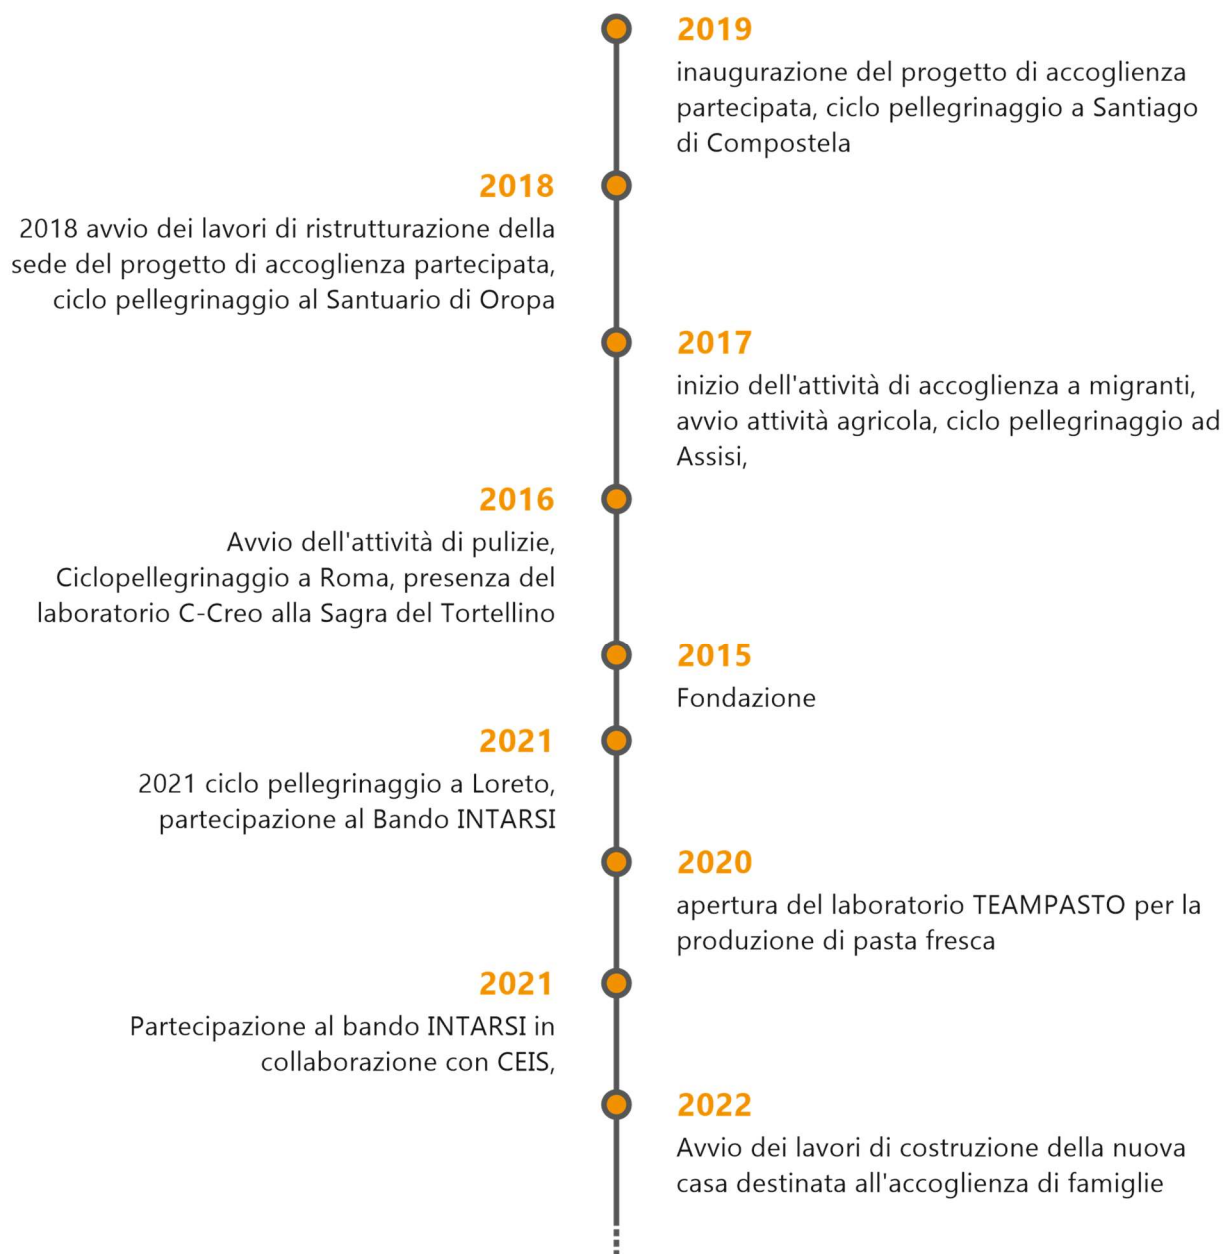 2019
inaugurazione del progetto di accoglienza
partecipata, ciclo pellegrinaggio a Santiago
di Compostela
2018
2018 avvio dei lavori di ristrutturazione della
sede del progetto di accoglienza partecipata,
ciclo pellegrinaggio al Santuario di Oropa
2017
inizio dell'attività di accoglienza a migranti,
avvio attività agricola, ciclo pellegrinaggio ad
Assisi,
2016
Avvio dell'attività di pulizie,
Ciclopellegrinaggio a Roma, presenza del
laboratorio C-Creo alla Sagra del Tortellino
2015
Fondazione
2021
2021 ciclo pellegrinaggio a Loreto,
partecipazione al Bando INTARSI
2020
apertura del laboratorio TEAMPASTO per la
produzione di pasta fresca
2021
Partecipazione al bando INTARSI in
collaborazione con CEIS,
2022
Avvio dei lavori di costruzione della nuova
casa destinata all'accoglienza di famiglie